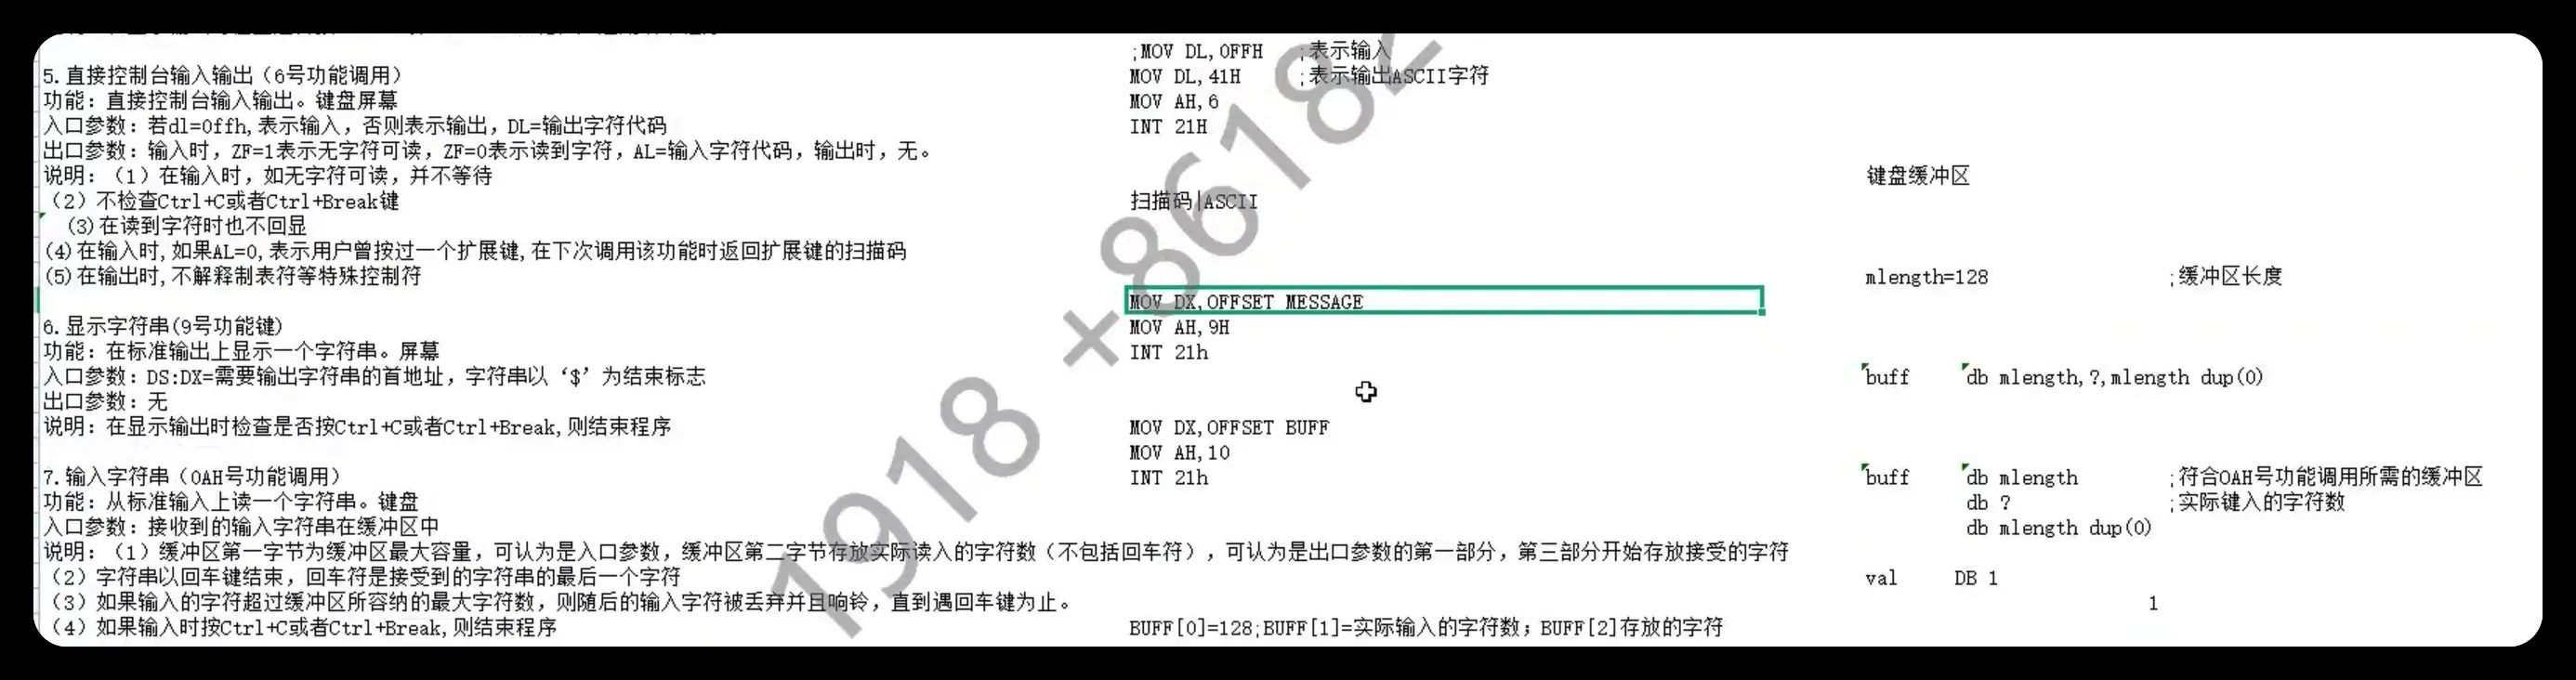 5.直接控制台输入输出（6号功能调用）
功能：直接控制台输入输出。键盘屏幕
入口参数：若dl=0ffh,表示输入，否则表示输出，DL=输出字符代码
出口参数：输入时，ZF=1表示无字符可读，ZF=0表示读到字符，AL=输入字符代码，输出时，无。
说明：（1）在输入时，如无字符可读，并不等待
（2）不检查Ctrl+C或者Ctrl+Break键
(3)在读到字符时也不回显
(4)在输入时,如果AL=0,表示用户曾按过一个扩展键,在下次调用该功能时返回扩展键的扫描码
(5)在输出时,不解释制表符等特殊控制符
6.显示字符串(9号功能键)
功能：在标准输出上显示一个字符串。屏幕
入口参数：DS:DX=需要输出字符串的首地址，字符串以‘$’为结束标志
出口参数：无
说明：在显示输出时检查是否按Ctrl+C或者Ctrl+Break,则结束程序
7.输入字符串（0AH号功能调用）
功能：从标准输入上读一个字符串。键盘
入口参数：接收到的输入字符串在缓冲区中
说明：（1）缓冲区第一字节为缓冲区最大容量，可认为是入口参数，缓冲区第二字节存放实际读入的字符数（不包括回车符），可认为是出口参数的第一部分，第三部分开始存放接受的字符
（2）字符串以回车键结束，回车符是接受到的字符串的最后一个字符
（3）如果输入的字符超过缓冲区所容纳的最大字符数，则随后的输入字符被丢弃并且响铃，直到遇回车键为止。
（4）如果输入时按Ctrl+C或者Ctrl+Break,则结束程序
;MOV DL,0FFH ;表示输入
MOV DL,41H ;表示输出ASCII字符
MOV AH,6
INT 21H
扫描码|ASCII
MOV DX,OFFSET MESSAGE
MOV AH,9H
INT 21h
MOV DX,OFFSET BUFF
MOV AH,10
INT 21h
BUFF[0]=128;BUFF[1]=实际输入的字符数；BUFF[2]存放的字符
键盘缓冲区
mlength=128 ;缓冲区长度
buff db mlength,?,mlength dup(0)
buff db mlength ;符合0AH号功能调用所需的缓冲区
db ? ;实际键入的字符数
db mlength dup(0)
val DB 1
1
1918 +86182